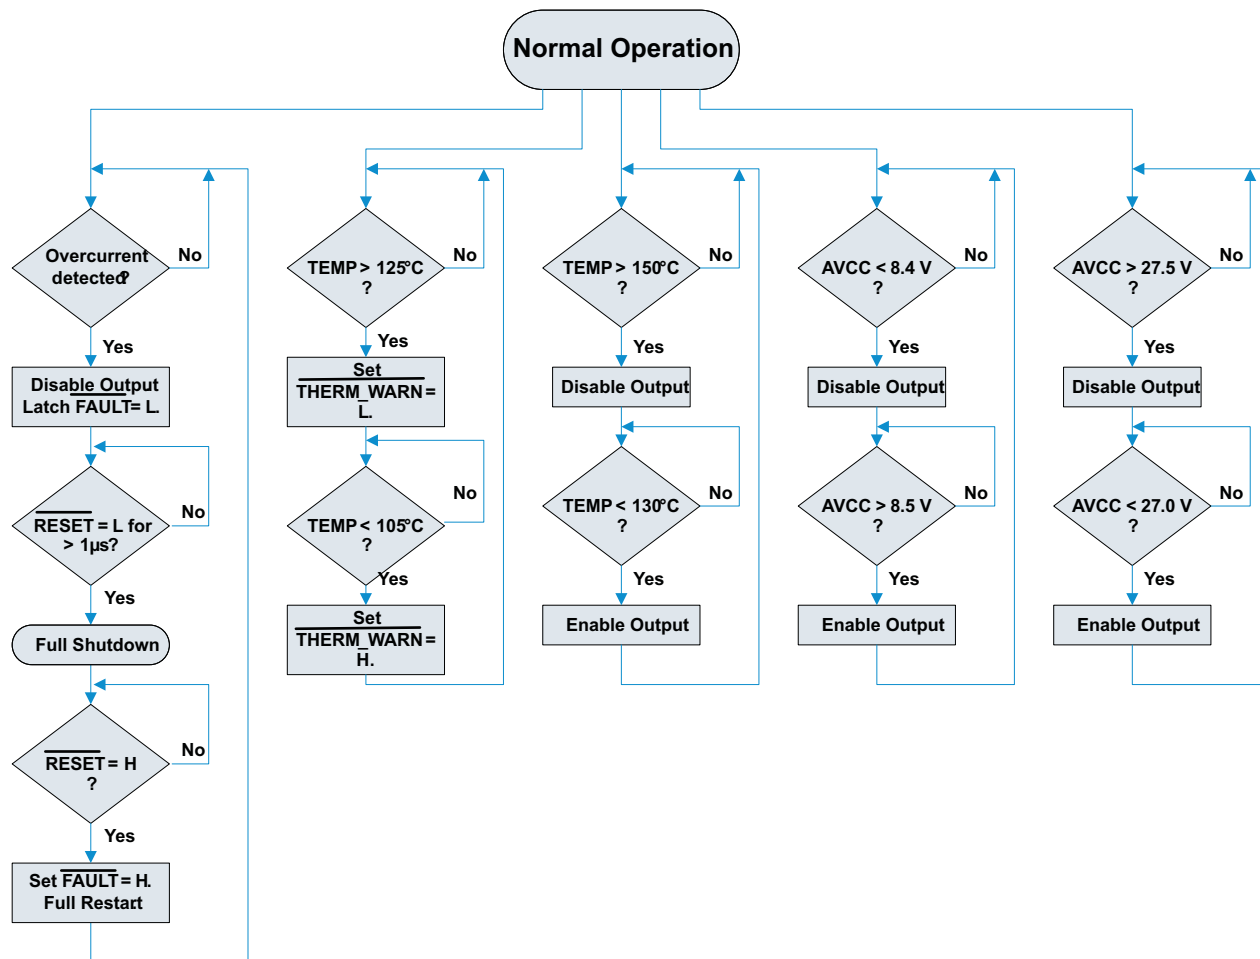 Normal Operation
Overcurrent
detected?
No
Yes
Disable Output
Latch FAULT = L.
RESET = L for
> 1µs?
No
Yes
Full Shutdown
RESET = H
?
No
Yes
Set FAULT = H.
Full Restart
TEMP > 125°C
?
No
Yes
Set
THERM_WARN =
L.
TEMP < 105°C
?
No
Yes
Set
THERM_WARN =
H.
TEMP > 150°C
?
No
Yes
Disable Output
TEMP < 130°C
?
No
Yes
Enable Output
AVCC < 8.4 V
?
No
Yes
Disable Output
AVCC > 8.5 V
?
No
Yes
Enable Output
AVCC > 27.5 V
?
No
Yes
Disable Output
AVCC < 27.0 V
?
No
Yes
Enable Output